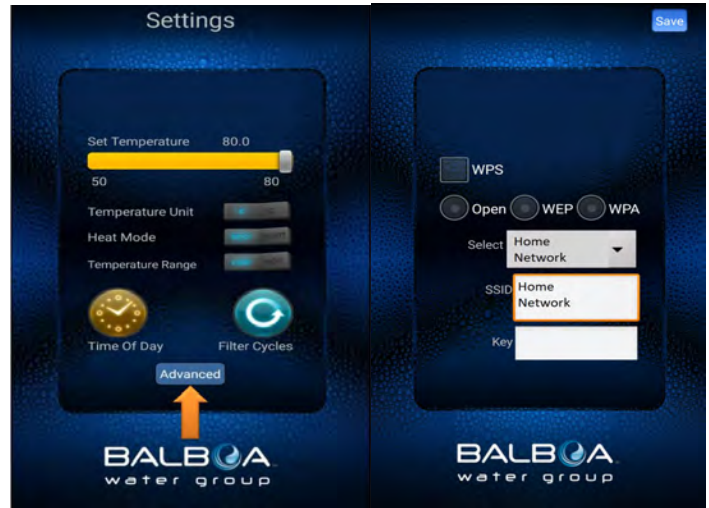 Settings
Set Temperature 80.0
50 80
Temperature Unit
Heat Mode
Temperature Range
Time Of Day Filter Cycles
Advanced
BALBOA
water group
Save
WPS
Open WEP WPA
Select Home
Network
SSID Home
Network
Key
BALBOA
water group